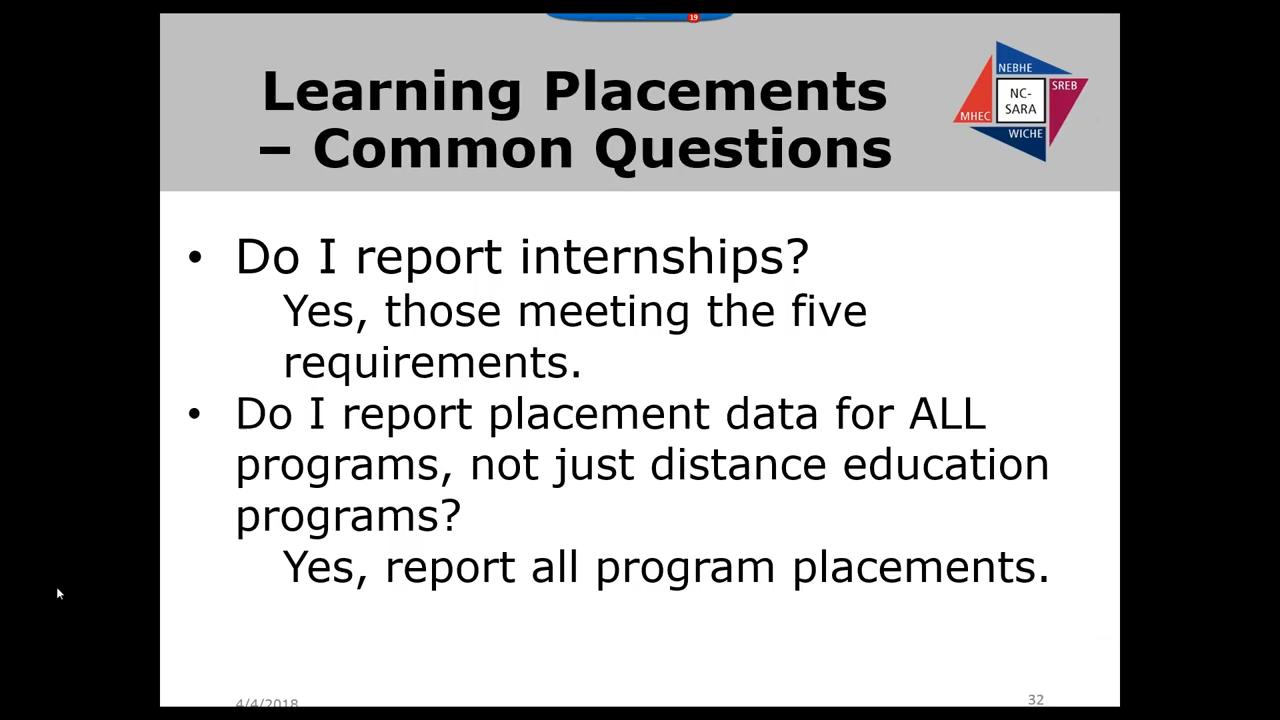 19
Learning Placements
– Common Questions
NEBHE
SREB
NC-
SARA
MHEC
WICHE
• Do I report internships?
Yes, those meeting the five
requirements.
• Do I report placement data for ALL
programs, not just distance education
programs?
Yes, report all program placements.
4/4/2018
32